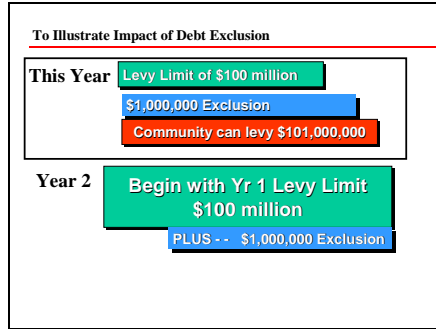 To Illustrate Impact of Debt Exclusion
This Year Levy Limit of $100 million
$1,000,000 Exclusion
Community can levy $101,000,000
Year 2 Begin with Yr 1 Levy Limit
$100 million
PLUS - - $1,000,000 Exclusion